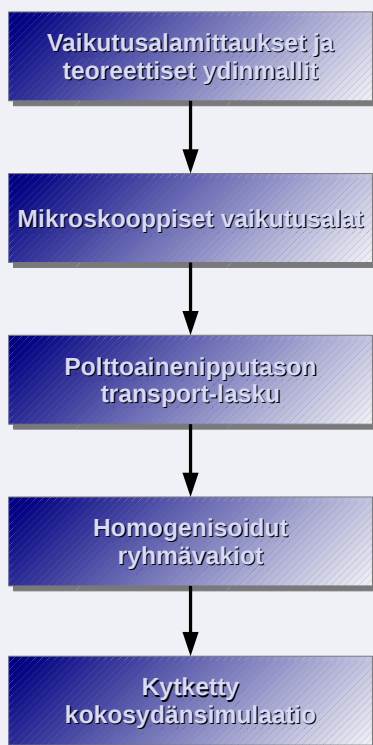 Vaikutusalamittaukset ja
teoreettiset ydinmallit
Mikroskooppiset vaikutusalat
Polttoainenipputason
transport-lasku
Homogenisoidut
ryhmävakiot
Kytketty
kokosydänsimulaatio